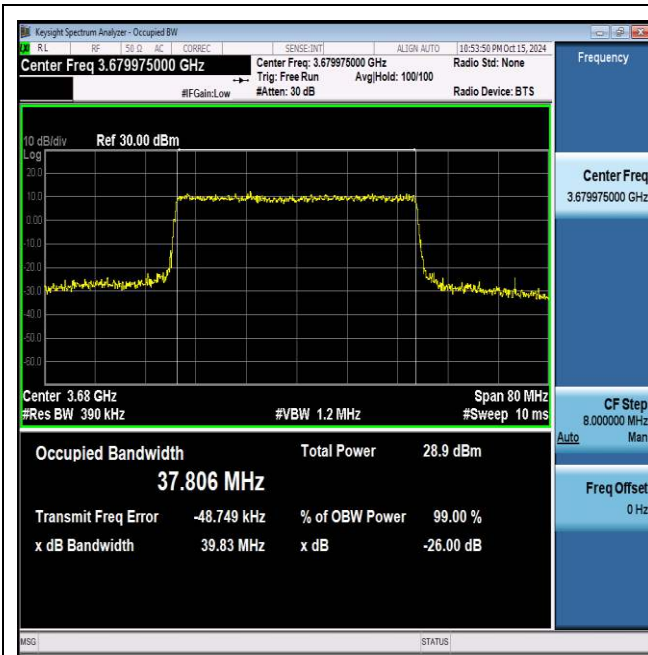 Keysight Spectrum Analyzer - Occupied BW
RL RF 50 Ω AC CORREC SENSE:INT ALIGN AUTO 10:53:50 PM Oct 15, 2024
Center Freq 3.679975000 GHz
Center Freq: 3.679975000 GHz Radio Std: None
Trig: Free Run Avg|Hold: 100/100
#IFGain:Low #Atten: 30 dB Radio Device: BTS
10 dB/div Ref 30.00 dBm
Log
20.0
10.0
0.00
-10.0
-20.0
-30.0
-40.0
-50.0
-60.0
Center 3.68 GHz Span 80 MHz
#Res BW 390 kHz #VBW 1.2 MHz #Sweep 10 ms
Occupied Bandwidth Total Power 28.9 dBm
37.806 MHz
Transmit Freq Error -48.749 kHz % of OBW Power 99.00 %
x dB Bandwidth 39.83 MHz x dB -26.00 dB
MSG STATUS
Frequency
Center Freq
3.679975000 GHz
CF Step
8.000000 MHz
Auto Man
Freq Offset
0 Hz